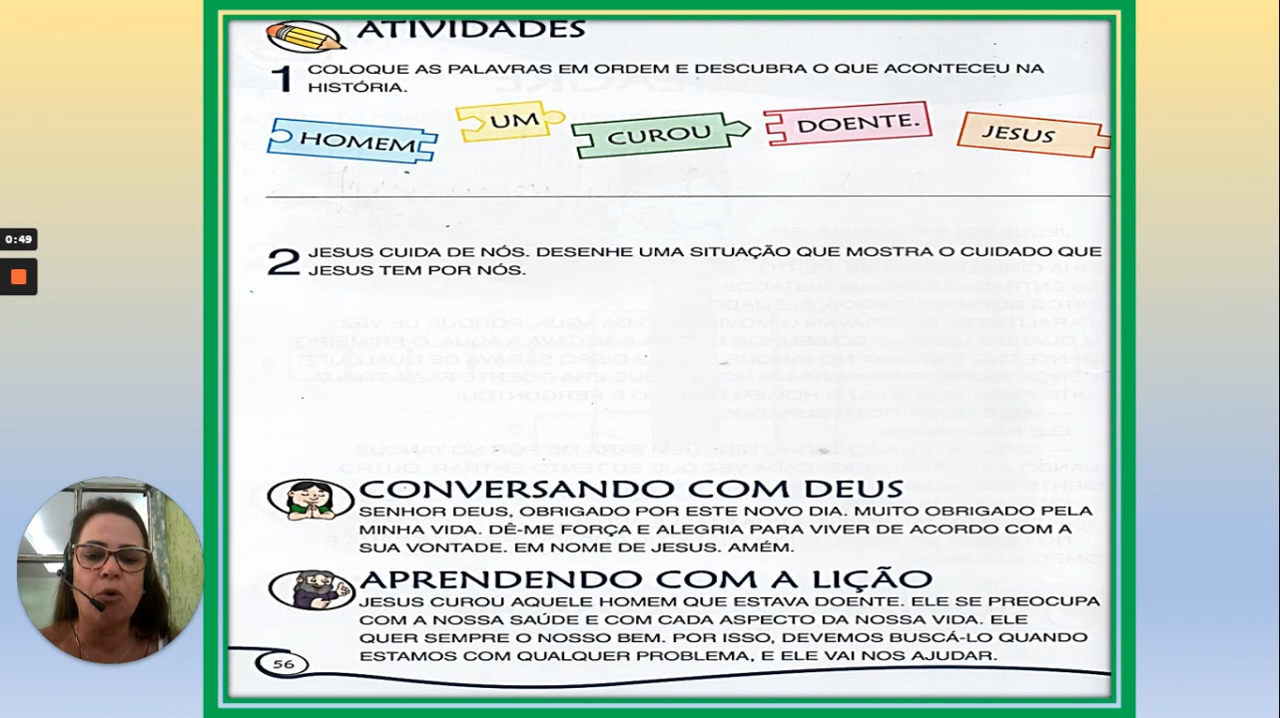 ATIVIDADES
1 COLOQUE AS PALAVRAS EM ORDEM E DESCUBRA O QUE ACONTECEU NA
HISTÓRIA.
HOMEM UM CUROU DOENTE. JESUS
0:49
2 JESUS CUIDA DE NÓS. DESENHE UMA SITUAÇÃO QUE MOSTRA O CUIDADO QUE
JESUS TEM POR NÓS.
CONVERSANDO COM DEUS
SENHOR DEUS, OBRIGADO POR ESTE NOVO DIA. MUITO OBRIGADO PELA
MINHA VIDA. DÊ-ME FORÇA E ALEGRIA PARA VIVER DE ACORDO COM A
SUA VONTADE. EM NOME DE JESUS. AMÉM.
APRENDENDO COM A LIÇÃO
JESUS CUROU AQUELE HOMEM QUE ESTAVA DOENTE. ELE SE PREOCUPA
COM A NOSSA SAÚDE E COM CADA ASPECTO DA NOSSA VIDA. ELE
QUER SEMPRE O NOSSO BEM. POR ISSO, DEVEMOS BUSCÁ-LO QUANDO
ESTAMOS COM QUALQUER PROBLEMA, E ELE VAI NOS AJUDAR.
56